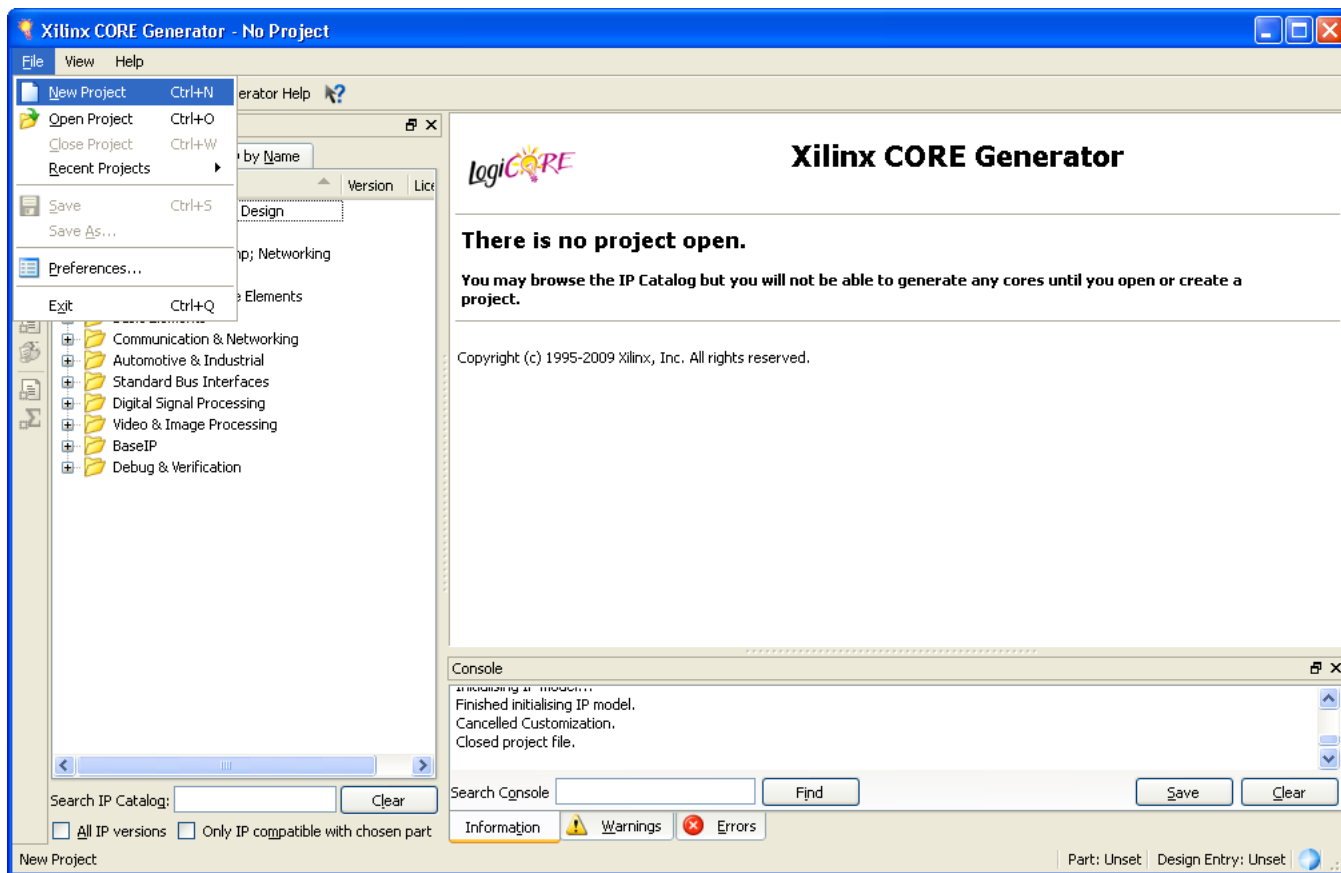 Xilinx CORE Generator - No Project
File View Help
New Project Ctrl+N
erator Help
Open Project Ctrl+O
Close Project Ctrl+W
by Name
Recent Projects
Version
Save Ctrl+S
Design
Save As...
Networking
Preferences...
Elements
Exit Ctrl+Q
Communication & Networking
Automotive & Industrial
Standard Bus Interfaces
Digital Signal Processing
Video & Image Processing
BaseIP
Debug & Verification
Search IP Catalog: Clear
All IP versions Only IP compatible with chosen part
LogiCORE
Xilinx CORE Generator
There is no project open.
You may browse the IP Catalog but you will not be able to generate any cores until you open or create a
project.
Copyright (c) 1995-2009 Xilinx, Inc. All rights reserved.
Console
Finished initialising IP model.
Cancelled Customization.
Closed project file.
Search Console Find Save Clear
Information Warnings Errors
New Project Part: Unset Design Entry: Unset